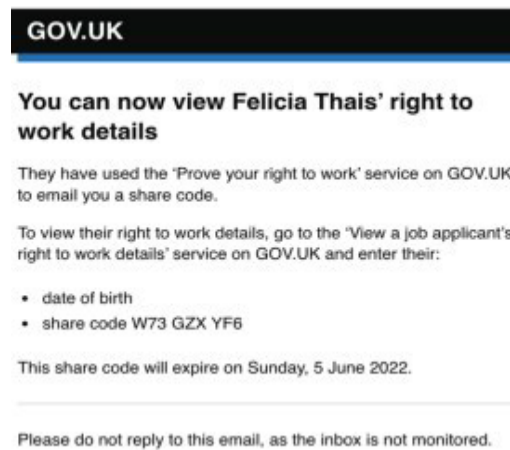 GOV.UK
You can now view Felicia Thais' right to
work details
They have used the 'Prove your right to work' service on GOV.UK
to email you a share code.
To view their right to work details, go to the 'View a job applicant's
right to work details' service on GOV.UK and enter their:
• date of birth
• share code W73 GZX YF6
This share code will expire on Sunday, 5 June 2022.
Please do not reply to this email, as the inbox is not monitored.